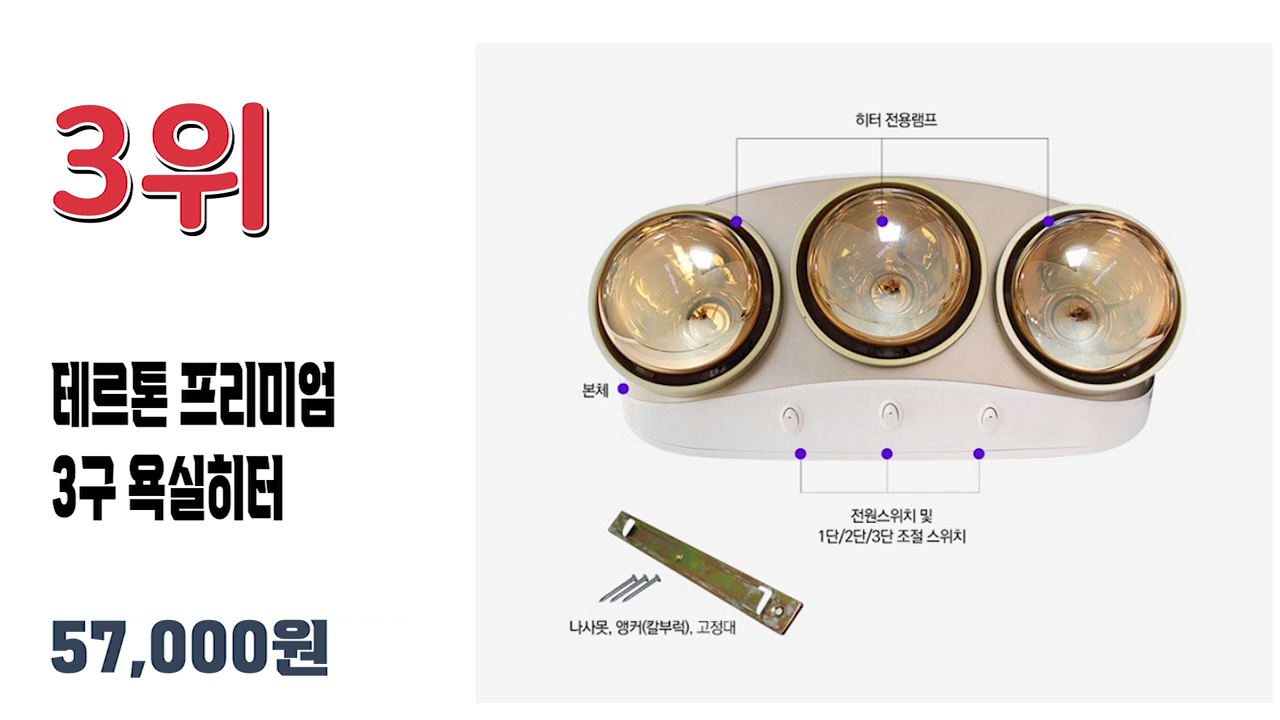 3위
테르톤 프리미엄
3구 욕실히터
57,000원
히터 전용램프
본체
전원스위치 및
1단/2단/3단 조절 스위치
나사못, 앵커(칼부럭), 고정대